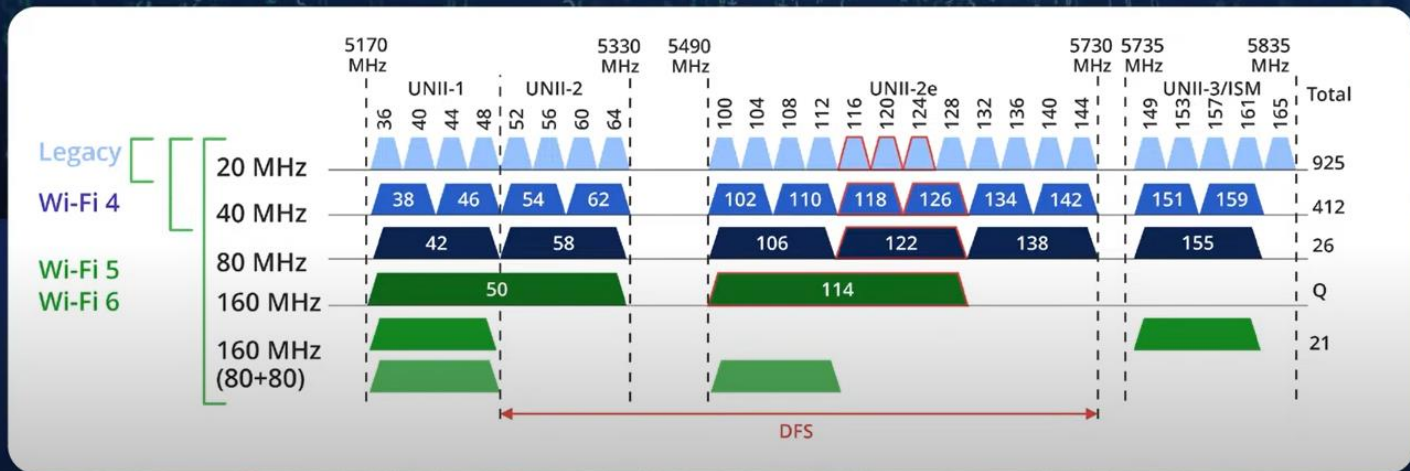 5170 MHz
5330 MHz
5490 MHz
5730 MHz
5735 MHz
5835 MHz
UNII-1
UNII-2
UNII-2e
UNII-3/ISM
Total
36 40 44 48 52 56 60 64 100 104 108 112 116 120 124 128 132 136 140 144 149 153 157 161 165
Legacy
20 MHz
925
Wi-Fi 4
40 MHz
38 46 54 62 102 110 118 126 134 142 151 159
412
80 MHz
42 58 106 122 138 155
26
Wi-Fi 5
Wi-Fi 6
160 MHz
50 114
Q
160 MHz
(80+80)
21
DFS